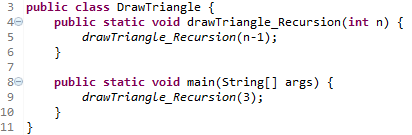 3 public class DrawTriangle {
4 public static void drawTriangle_Recursion(int n) {
5 drawTriangle_Recursion(n-1);
6 }
7
8 public static void main(String[] args) {
9 drawTriangle_Recursion(3);
10 }
11 }